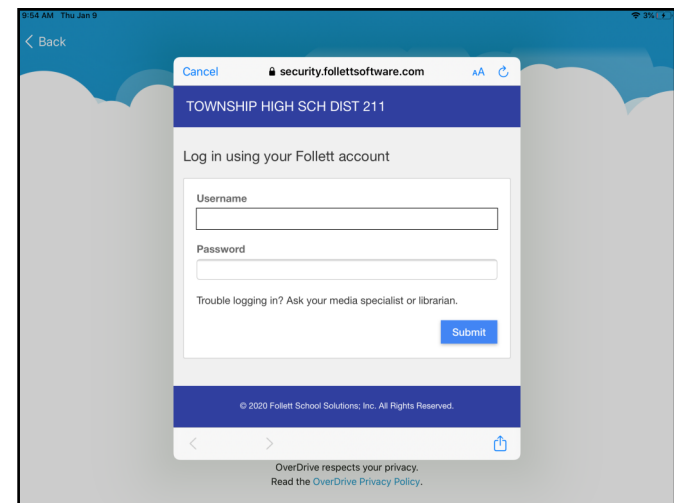 9:54 AM Thu Jan 9
3%
Back
Cancel
security.follettsoftware.com
AA
TOWNSHIP HIGH SCH DIST 211
Log in using your Follett account
Username
Password
Trouble logging in? Ask your media specialist or librarian.
Submit
© 2020 Follett School Solutions; Inc. All Rights Reserved.
OverDrive respects your privacy.
Read the OverDrive Privacy Policy.